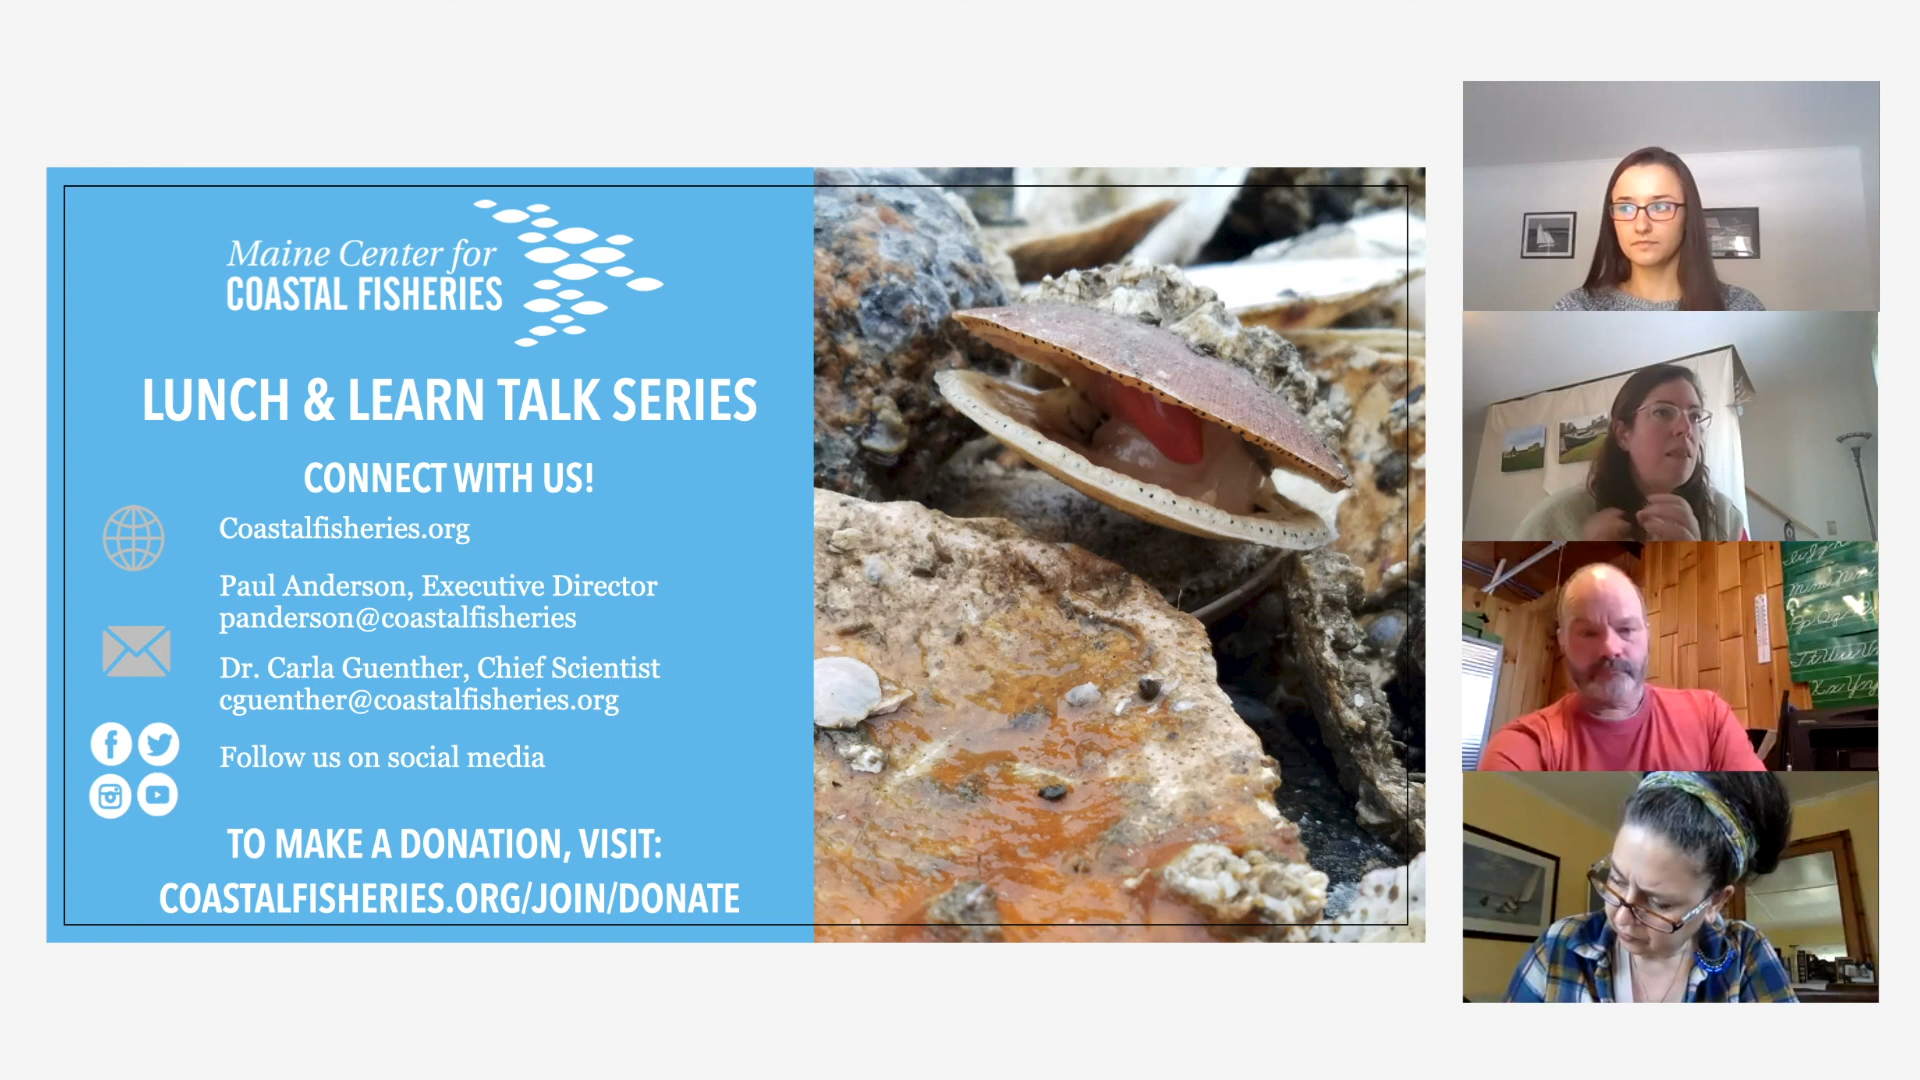 Maine Center for
COASTAL FISHERIES
LUNCH & LEARN TALK SERIES
CONNECT WITH US!
Coastalfisheries.org
Paul Anderson, Executive Director
panderson@coastalfisheries
Dr. Carla Guenther, Chief Scientist
cguenther@coastalfisheries.org
Follow us on social media
TO MAKE A DONATION, VISIT:
COASTALFISHERIES.ORG/JOIN/DONATE